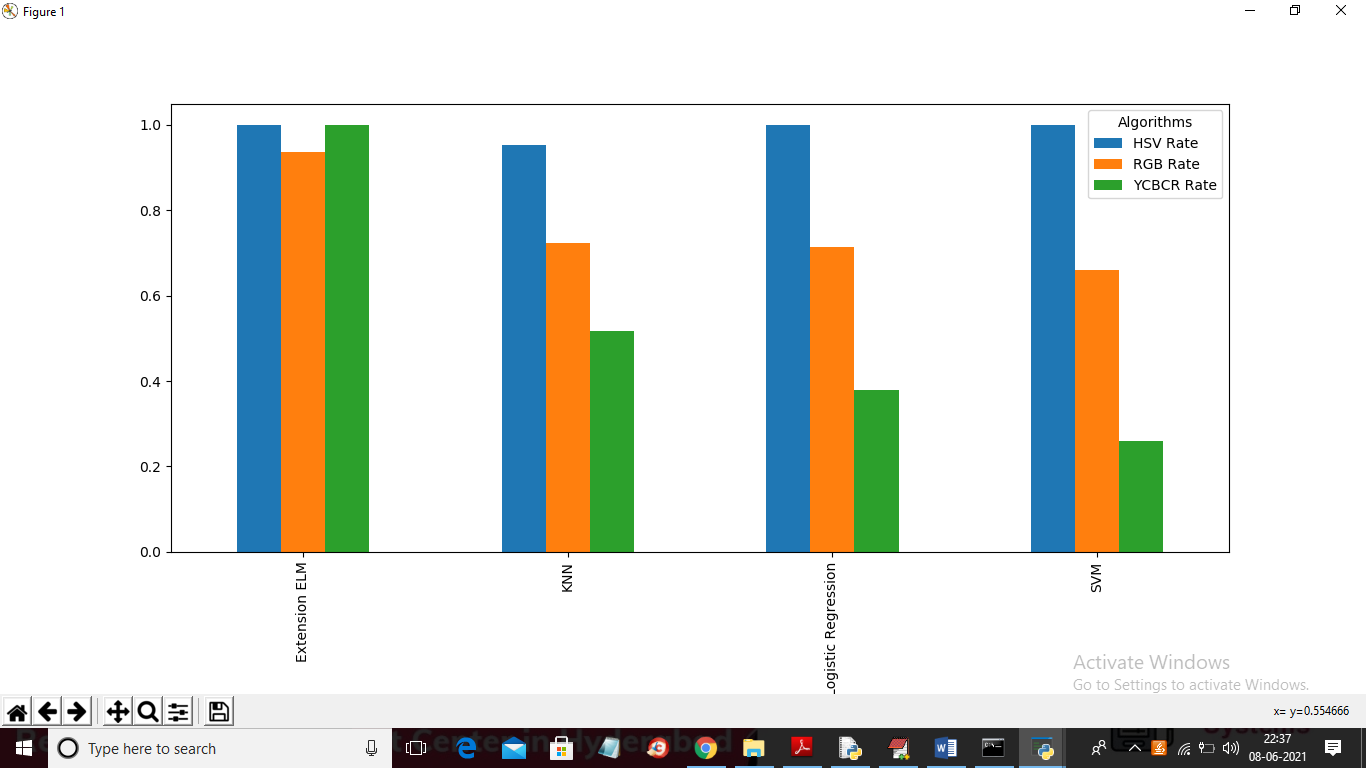 Figure 1
1.0
0.8
0.6
0.4
0.2
0.0
Algorithms
HSV Rate
RGB Rate
YCBCR Rate
Extension ELM
KNN
ogistic Regression
SVM
Activate Windows
Go to Settings to activate Windows.
x= y=0.554666
Type here to search
22:37
08-06-2021